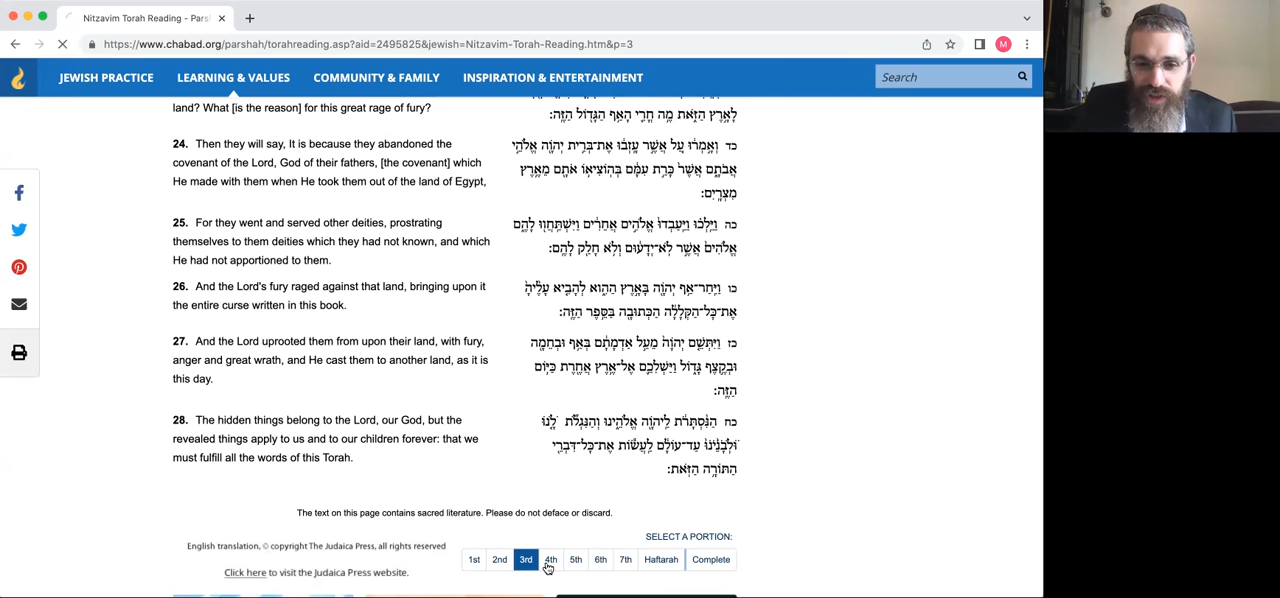 Nitzavim Torah Reading - Pars
https://www.chabad.org/parshah/torahreading.asp?aid=2495825&jewish=Nitzavim-Torah-Reading.htm&p=3
M
JEWISH PRACTICE
LEARNING & VALUES
COMMUNITY & FAMILY
INSPIRATION & ENTERTAINMENT
Search
land? What [is the reason] for this great rage of fury?
לָאָ֣רֶץ הַזֹּ֑את מֶ֥ה חֳרִ֛י הָאַ֥ף הַגָּד֖וֹל הַזֶּֽה:
24. Then they will say, It is because they abandoned the
covenant of the Lord, God of their fathers, [the covenant] which
He made with them when He took them out of the land of Egypt,
כד וְאָ֣מְר֔וּ עַ֚ל אֲשֶׁ֣ר עָֽזְב֔וּ אֶת־בְּרִ֥ית יְהֹוָ֖ה אֱלֹהֵ֣י
אֲבֹתָ֑ם אֲשֶׁר֙ כָּרַ֣ת עִמָּ֔ם בְּהֽוֹצִיא֥וֹ אֹתָ֖ם מֵאֶ֥רֶץ
מִצְרָֽיִם:
25. For they went and served other deities, prostrating
themselves to them deities which they had not known, and which
He had not apportioned to them.
כה וַיֵּֽלְכ֗וּ וַיַּֽעַבְדוּ֙ אֱלֹהִ֣ים אֲחֵרִ֔ים וַיִּשְׁתַּֽחֲו֖וּ לָהֶ֑ם
אֱלֹהִים֙ אֲשֶׁ֣ר לֹֽא־יְדָע֔וּם וְלֹ֥א חָלַ֖ק לָהֶֽם:
26. And the Lord's fury raged against that land, bringing upon it
the entire curse written in this book.
כו וַיִּֽחַר־אַ֥ף יְהֹוָ֖ה בָּאָ֣רֶץ הַהִ֑וא לְהָבִ֤יא עָלֶ֨יהָ֙
אֶת־כָּל־הַקְּלָלָ֔ה הַכְּתוּבָ֖ה בַּסֵּ֥פֶר הַזֶּֽה:
27. And the Lord uprooted them from upon their land, with fury,
anger and great wrath, and He cast them to another land, as it is
this day.
כז וַיִּתְּשֵׁ֤ם יְהֹוָה֙ מֵעַ֣ל אַדְמָתָ֔ם בְּאַ֥ף וּבְחֵמָ֖ה
וּבְקֶ֣צֶף גָּד֑וֹל וַיַּשְׁלִכֵ֛ם אֶל־אֶ֥רֶץ אַחֶ֖רֶת כַּיּ֥וֹם
הַזֶּֽה:
28. The hidden things belong to the Lord, our God, but the
revealed things apply to us and to our children forever: that we
must fulfill all the words of this Torah.
כח הַ֨נִּסְתָּרֹ֔ת לַֽיהֹוָ֖ה אֱלֹהֵ֑ינוּ וְהַנִּגְלֹ֞ת לָ֤נוּ
וּלְבָנֵ֨ינוּ֙ עַד־עוֹלָ֔ם לַֽעֲשׂ֕וֹת אֶת־כָּל־דִּבְרֵ֖י
הַתּוֹרָ֥ה הַזֹּֽאת:
The text on this page contains sacred literature. Please do not deface or discard.
SELECT A PORTION:
English translation, © copyright The Judaica Press, all rights reserved
1st 2nd 3rd 4th 5th 6th 7th Haftarah Complete
Click here to visit the Judaica Press website.